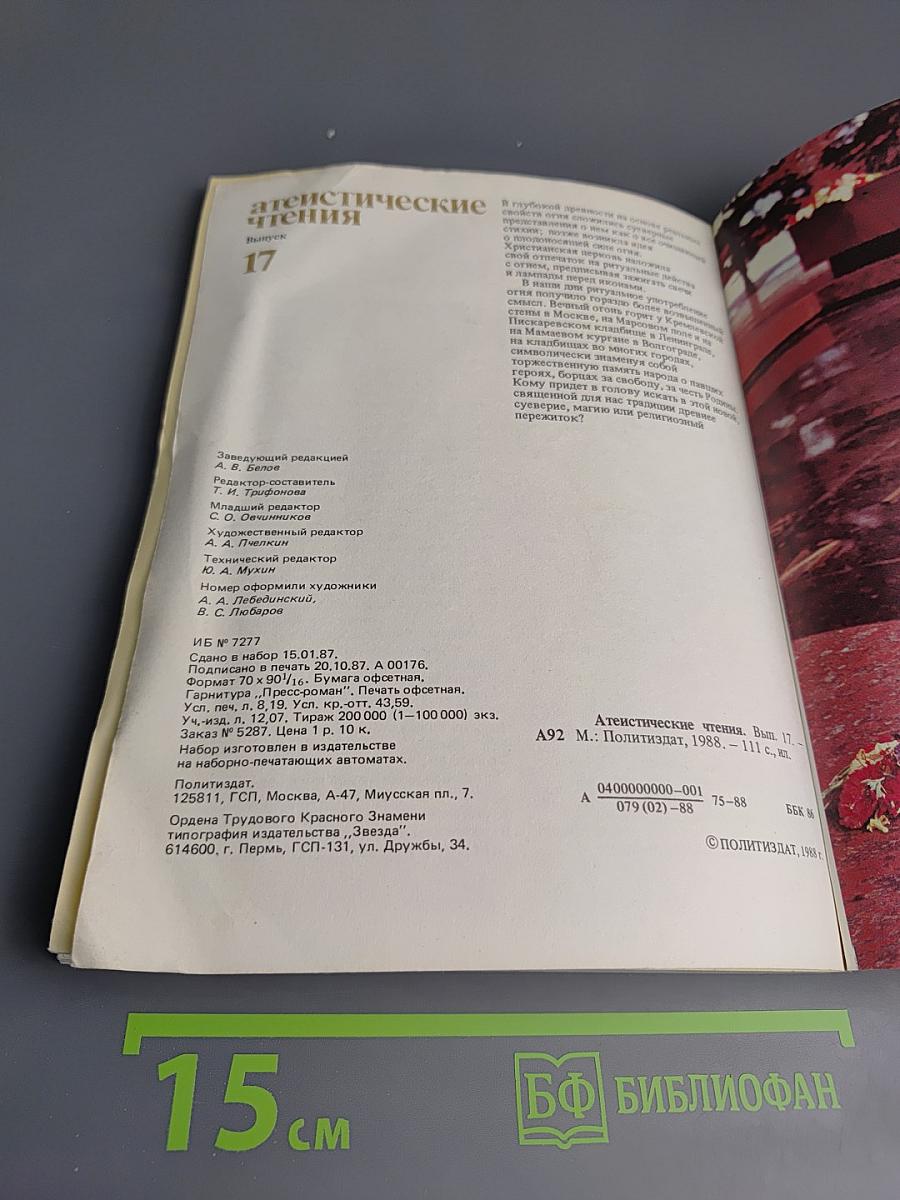 атеистические
чтения
Выпуск
17
В глубокой древности на основе реальных
свойств огня сложились суеверные
представления о нем как о все очищающей
стихии; позже возникла идея
о плодоносящей силе огня.
Христианская церковь наложила
свой отпечаток на ритуальные действа
с огнем, предписывая зажигать свечи
и лампады перед иконами.
В наши дни ритуальное употребление
огня получило гораздо более возвышенный
смысл. Вечный огонь горит у Кремлевской
стены в Москве, на Марсовом поле и на
Пискаревском кладбище в Ленинграде,
на Мамаевом кургане в Волгограде,
на кладбищах во многих городах,
символически знаменуя собой
торжественную память народа о павших
героях, борцах за свободу, за честь Родины.
Кому придет в голову искать в этой новой,
священной для нас традиции древнее
суеверие, магию или религиозный
пережиток?
Заведующий редакцией
А. В. Белов
Редактор-составитель
Т. И. Трифонова
Младший редактор
С. О. Овчинников
Художественный редактор
А. А. Пчелкин
Технический редактор
Ю. А. Мухин
Номер оформили художники
А. А. Лебединский,
В. С. Любаров
ИБ № 7277
Сдано в набор 15.01.87.
Подписано в печать 20.10.87. А 00176.
Формат 70 х 90 1/16. Бумага офсетная.
Гарнитура „Пресс-роман". Печать офсетная.
Усл. печ. л. 8,19. Усл. кр.-отт. 43,59.
Уч.-изд. л. 12,07. Тираж 200 000 (1—100 000) экз.
Заказ № 5287. Цена 1 р. 10 к.
Набор изготовлен в издательстве
на наборно-печатающих автоматах.
Политиздат.
125811, ГСП, Москва, А-47, Миусская пл., 7.
Ордена Трудового Красного Знамени
типография издательства „Звезда".
614600, г. Пермь, ГСП-131, ул. Дружбы, 34.
Атеистические чтения. Вып. 17. –
А92 М.: Политиздат, 1988. – 111 с., ил.
А 0400000000–001
079 (02) –88
75–88
ББК 86
© ПОЛИТИЗДАТ, 1988 г.
15 см
БФ БИБЛИОФАН